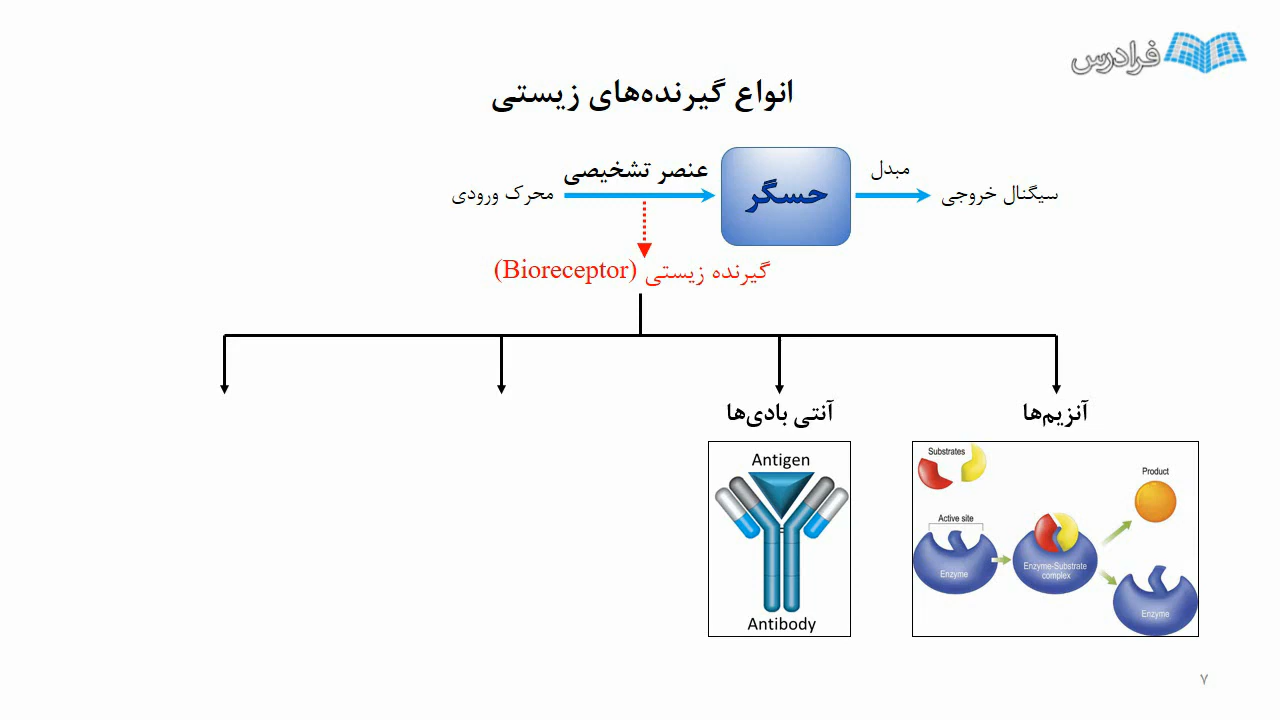 فرادرس
انواع گیرنده‌های زیستی
محرک ورودی
عنصر تشخیصی
حسگر
مبدل
سیگنال خروجی
گیرنده زیستی (Bioreceptor)
آنزیم‌ها
آنتی بادی‌ها
Substrates
Active site
Enzyme
Enzyme-Substrate
complex
Product
Enzyme
Antigen
Antibody
۷